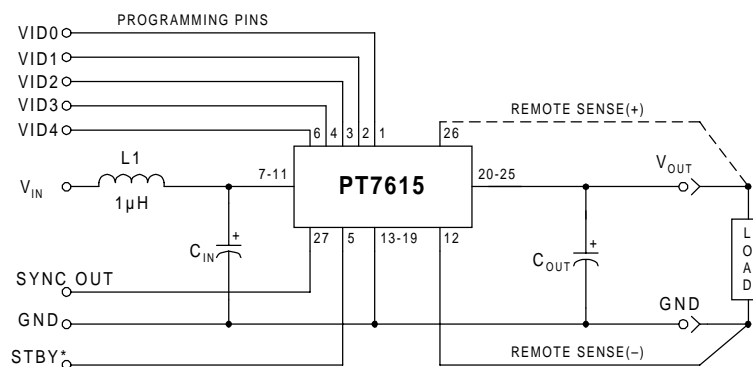 PROGRAMMING PINS
VID0
VID1
VID2
VID3
VID4
6 4 3 2 1
26
REMOTE SENSE(+)
L1
VIN
1µH
7-11
PT7615
20-25
VOUT
CIN
+
27
5
13-19
12
COUT
+
LOAD
SYNC OUT
GND
GND
STBY*
REMOTE SENSE(–)